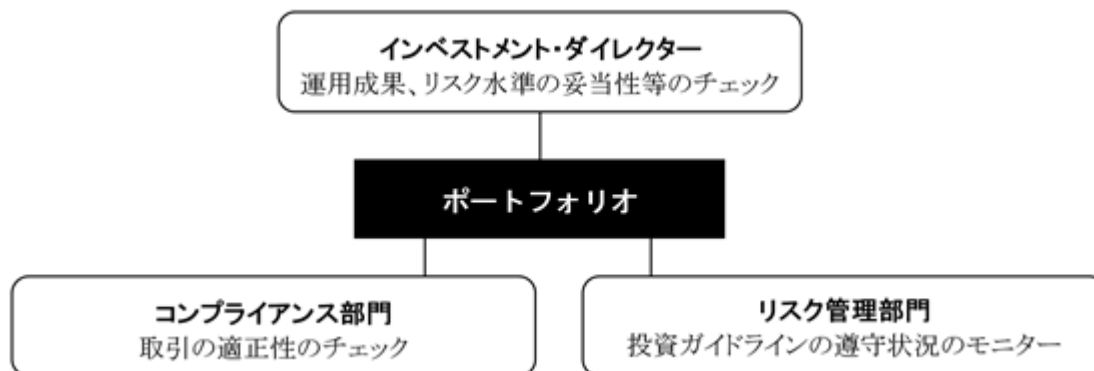 インベストメント・ダイレクター
運用成果、リスク水準の妥当性等のチェック
ポートフォリオ
コンプライアンス部門
取引の適正性のチェック
リスク管理部門
投資ガイドラインの遵守状況のモニター